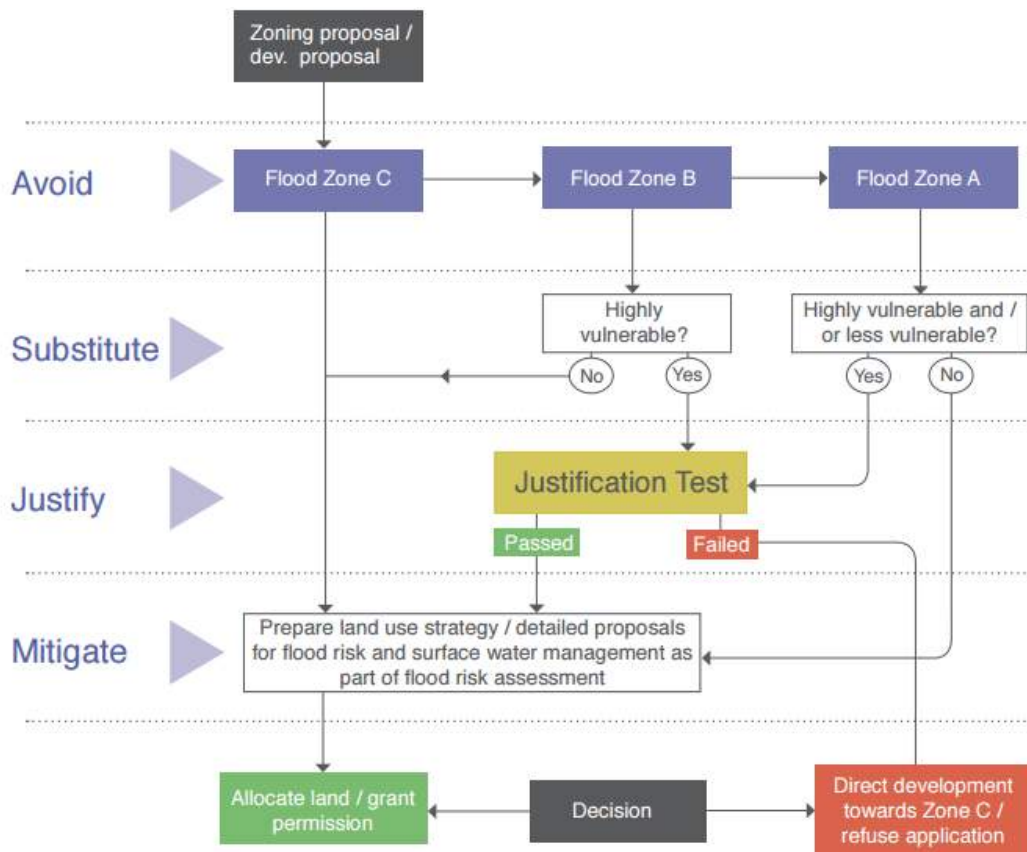 Zoning proposal /
dev. proposal
Avoid
Flood Zone C
Flood Zone B
Flood Zone A
Substitute
Highly
vulnerable?
No
Yes
Highly vulnerable and /
or less vulnerable?
Yes
No
Justify
Justification Test
Passed
Failed
Mitigate
Prepare land use strategy / detailed proposals
for flood risk and surface water management as
part of flood risk assessment
Allocate land / grant
permission
Decision
Direct development
towards Zone C /
refuse application